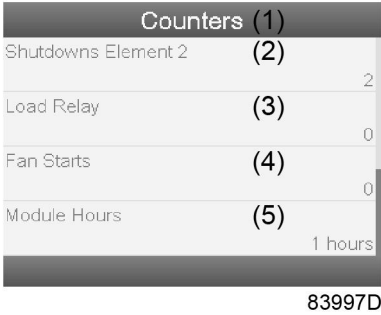 Counters (1)
Shutdowns Element 2 (2)
2
Load Relay (3)
0
Fan Starts (4)
0
Module Hours (5)
1 hours
83997D